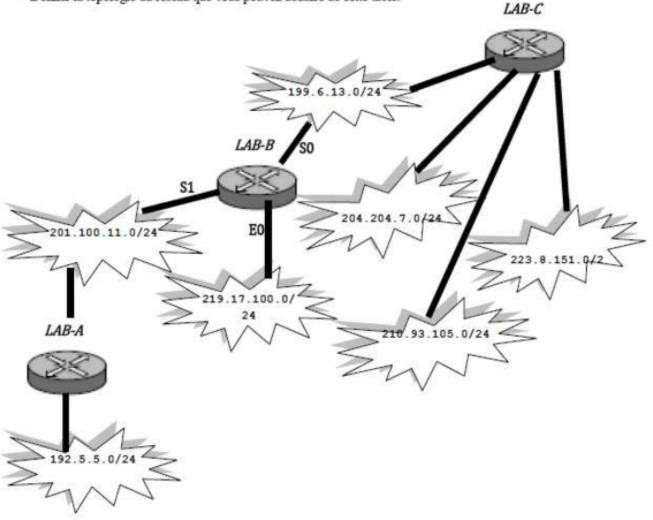 LAB-C
199.6.13.0/24
LAB-B
S0
S1
204.204.7.0/24
201.100.11.0/24
E0
223.8.151.0/2
219.17.100.0/
24
210.93.105.0/24
LAB-A
192.5.5.0/24